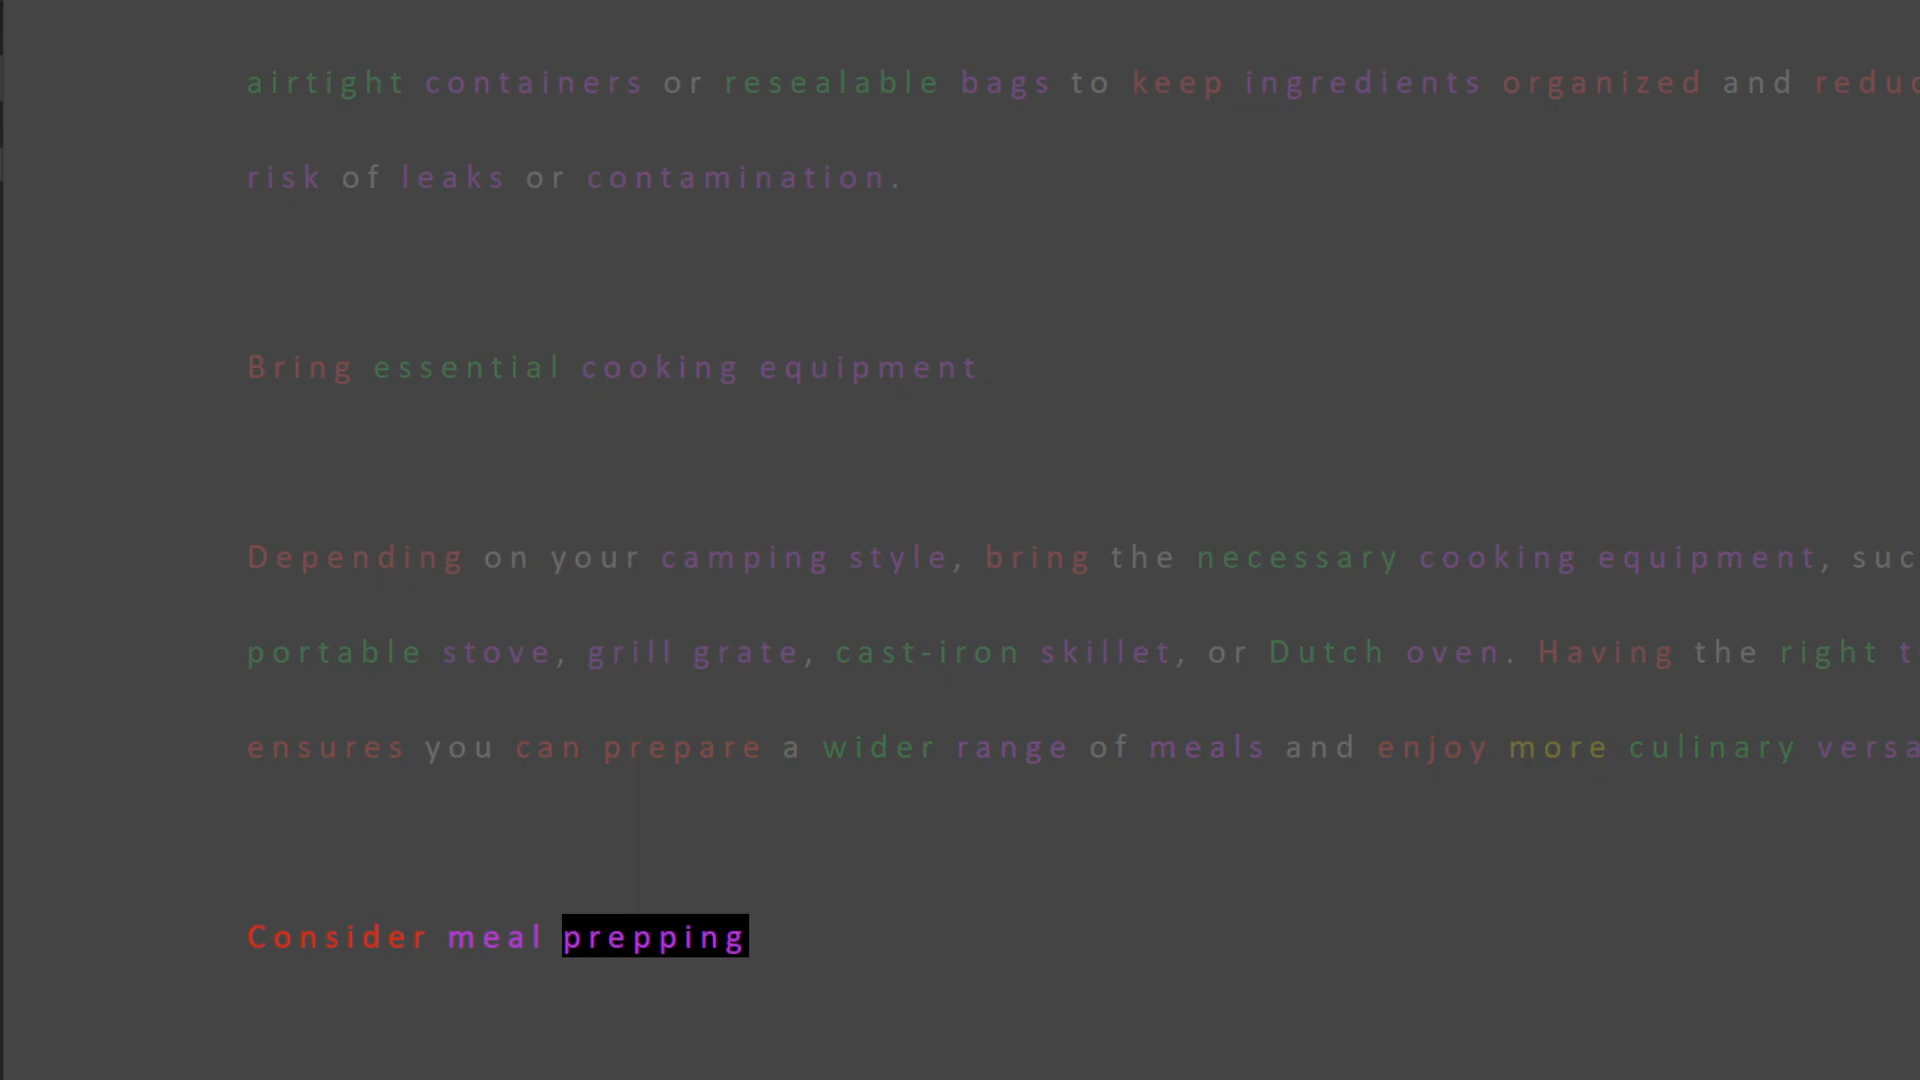 airtight containers or resealable bags to keep ingredients organized and
risk of leaks or contamination.
Bring essential cooking equipment
Depending on your camping style, bring the necessary cooking equipment,
portable stove, grill grate, cast-iron skillet, or Dutch oven. Having the right
ensures you can prepare a wider range of meals and enjoy more culinary
Consider meal prepping